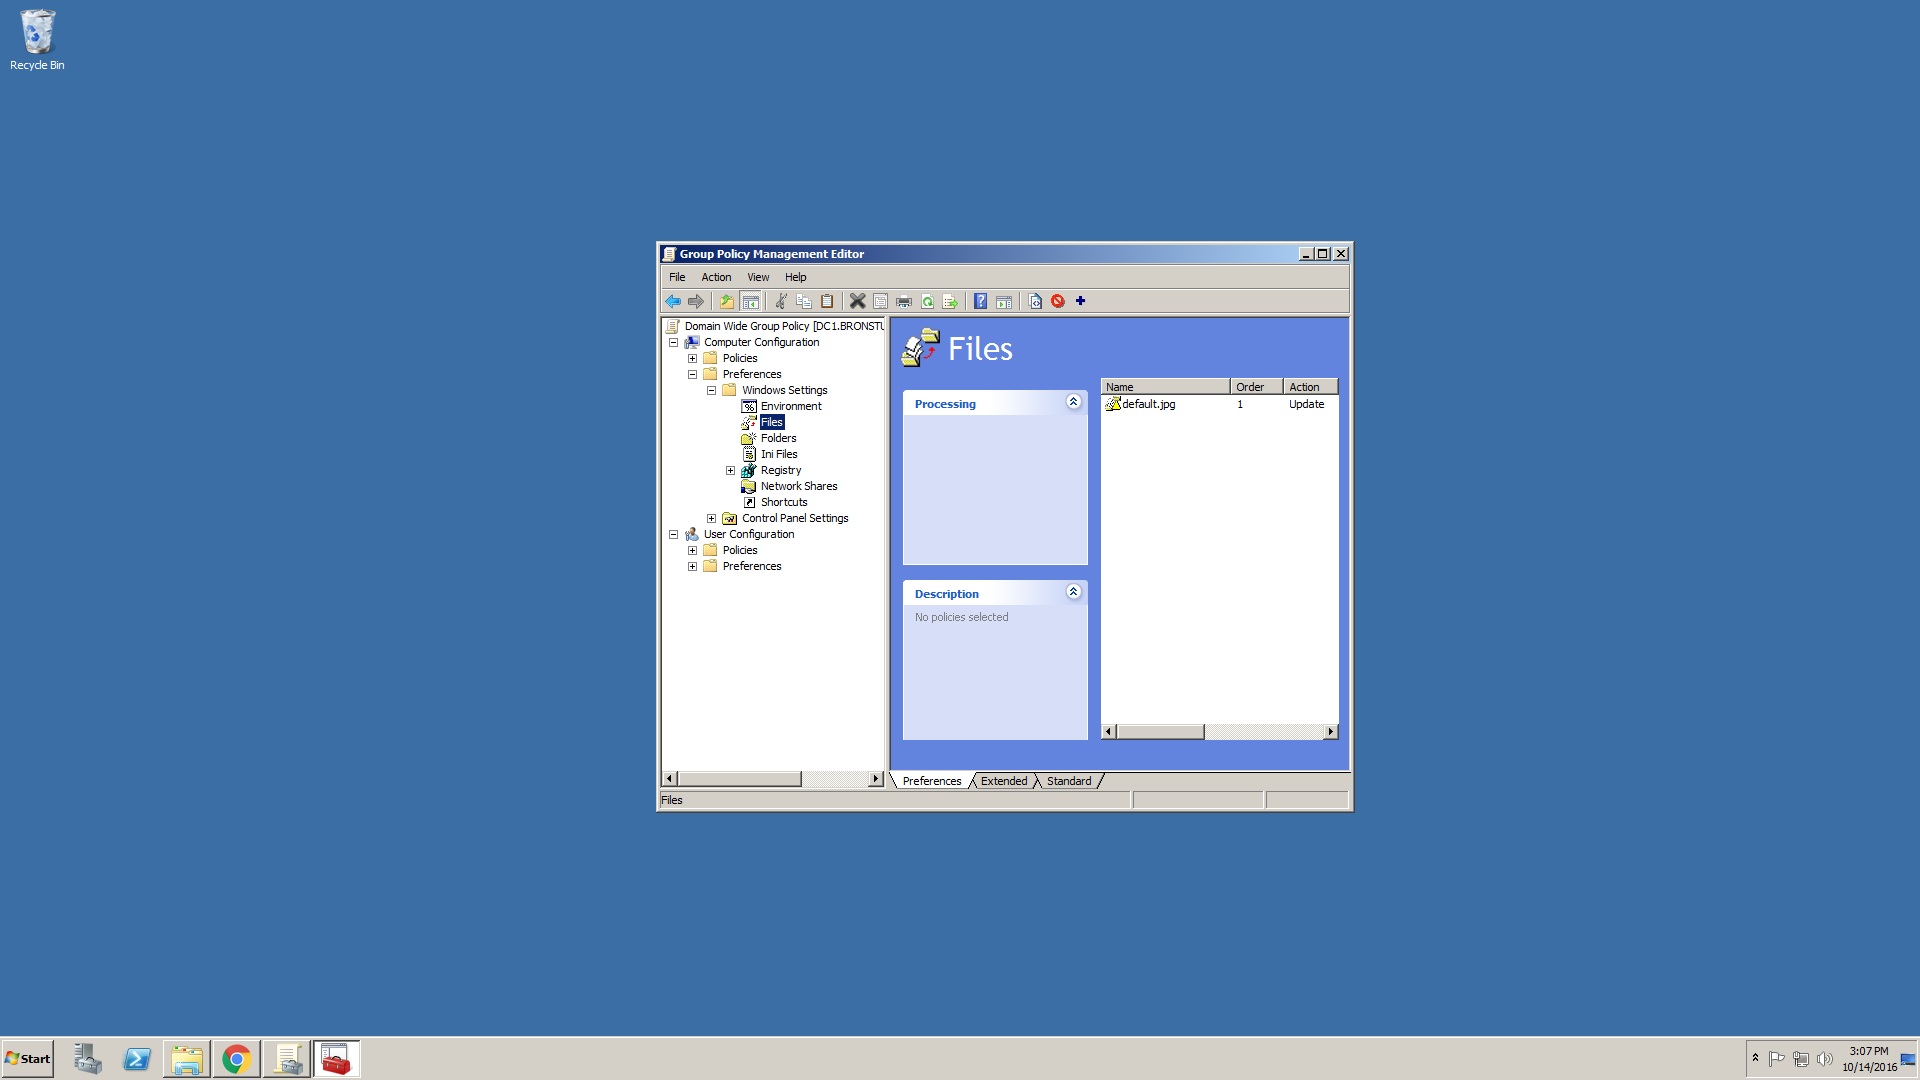 Recycle Bin
Group Policy Management Editor
File Action View Help
Domain Wide Group Policy [DC1.BRONSTU
Computer Configuration
Policies
Preferences
Windows Settings
Environment
Files
Folders
Ini Files
Registry
Network Shares
Shortcuts
Control Panel Settings
User Configuration
Policies
Preferences
Files
Processing
Description
No policies selected
Name Order Action
default.jpg 1 Update
Preferences Extended Standard
Files
Start
3:07 PM
10/14/2016